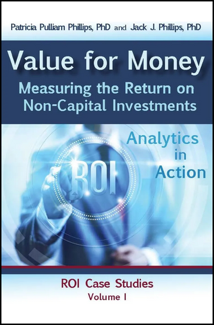 Patricia Pulliam Phillips, PhD and Jack J. Phillips, PhD
Value for Money
Measuring the Return on
Non-Capital Investments
Analytics
in
Action
ROI
ROI Case Studies
Volume I